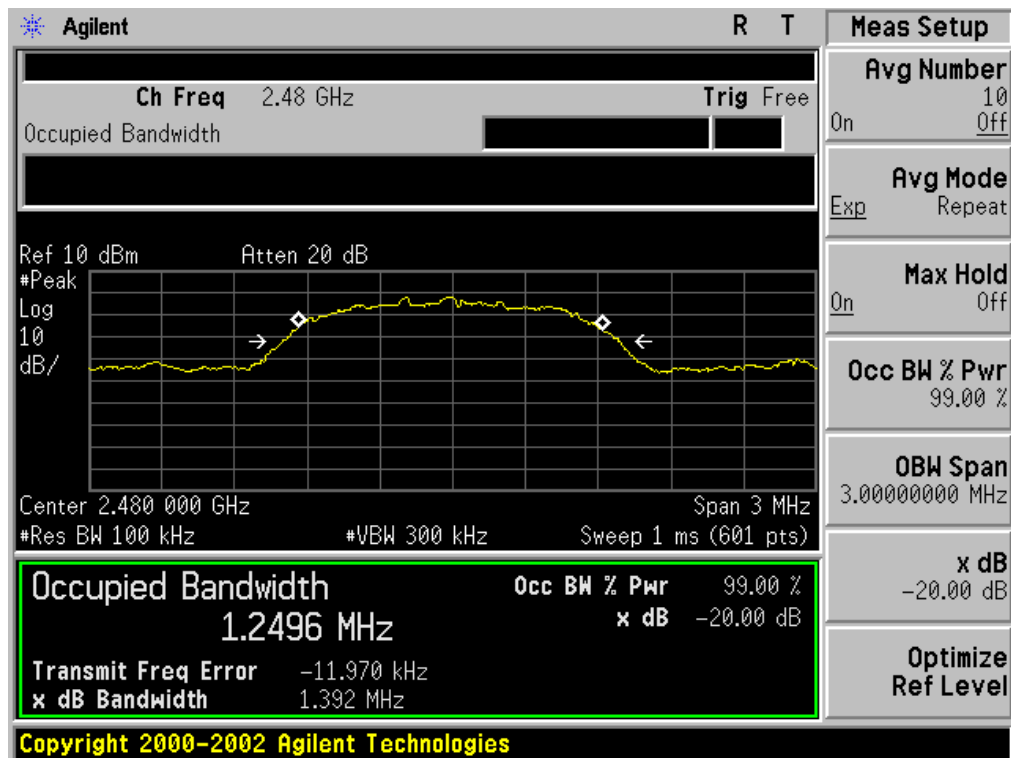 Agilent R T
Ch Freq 2.48 GHz Trig Free
Occupied Bandwidth
Ref 10 dBm Atten 20 dB
#Peak
Log
10
dB/
Center 2.480 000 GHz Span 3 MHz
#Res BW 100 kHz #VBW 300 kHz Sweep 1 ms (601 pts)
Occupied Bandwidth Occ BW % Pwr 99.00 %
1.2496 MHz x dB -20.00 dB
Transmit Freq Error -11.970 kHz
x dB Bandwidth 1.392 MHz
Copyright 2000-2002 Agilent Technologies
Meas Setup
Avg Number
10
On Off
Avg Mode
Exp Repeat
Max Hold
On Off
Occ BW % Pwr
99.00 %
OBW Span
3.00000000 MHz
x dB
-20.00 dB
Optimize
Ref Level